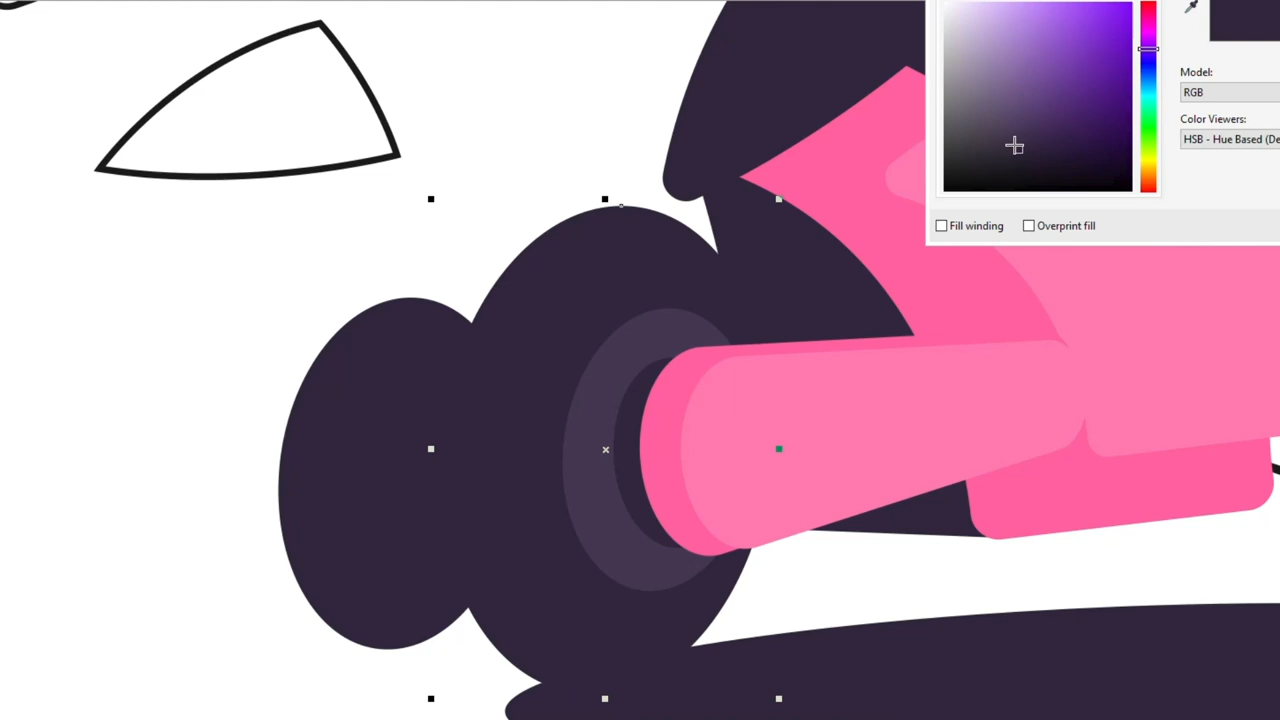 Model:
RGB
Color Viewers:
HSB - Hue Based (De
Fill winding
Overprint fill